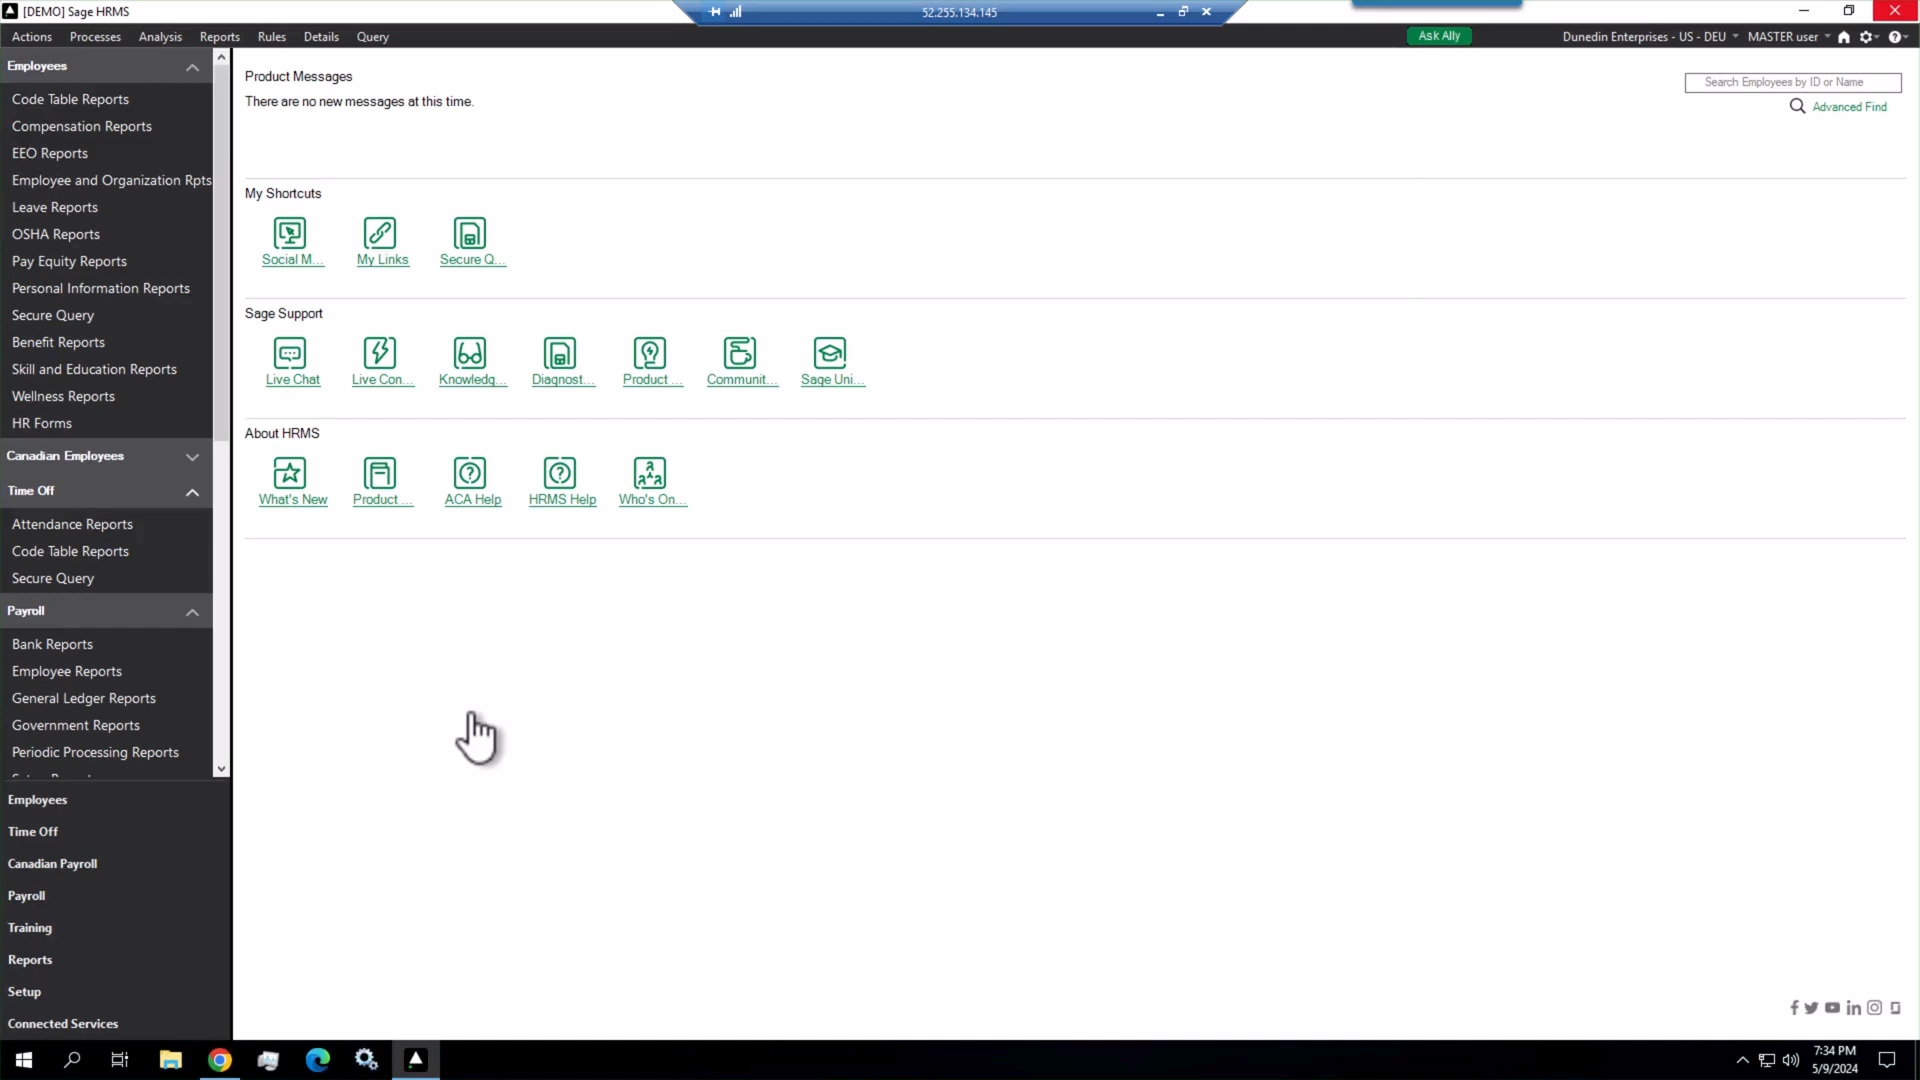 [DEMO] Sage HRMS
52.255.134.145
Actions Processes Analysis Reports Rules Details Query
Ask Ally
Dunedin Enterprises - US - DEU MASTER user
Employees
Code Table Reports
Compensation Reports
EEO Reports
Employee and Organization Rpts
Leave Reports
OSHA Reports
Pay Equity Reports
Personal Information Reports
Secure Query
Benefit Reports
Skill and Education Reports
Wellness Reports
HR Forms
Canadian Employees
Time Off
Attendance Reports
Code Table Reports
Secure Query
Payroll
Bank Reports
Employee Reports
General Ledger Reports
Government Reports
Periodic Processing Reports
Employees
Time Off
Canadian Payroll
Payroll
Training
Reports
Setup
Connected Services
Product Messages
There are no new messages at this time.
Search Employees by ID or Name
Advanced Find
My Shortcuts
Social M... My Links Secure Q...
Sage Support
Live Chat Live Con... Knowledg... Diagnost... Product ... Communit... Sage Uni...
About HRMS
What's New Product ... ACA Help HRMS Help Who's On...
7:34 PM
5/9/2024